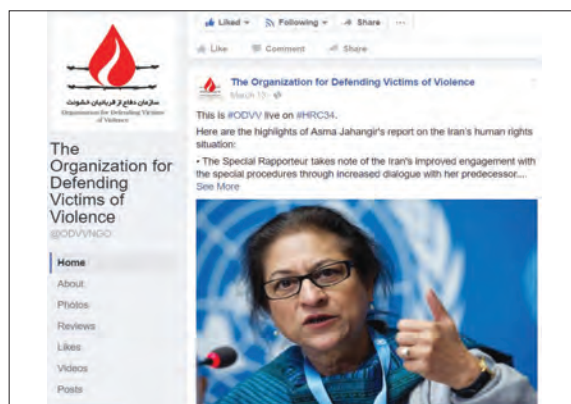 Liked Following Share ...
Like Comment Share
سازمان دفاع از قربانیان خشونت
Organization for Defending Victims
of Violence
The
Organization for
Defending
Victims of
Violence
@ODVVNGO
Home
About
Photos
Reviews
Likes
Videos
Posts
The Organization for Defending Victims of Violence
March 13 ·
This is #ODVV live on #HRC34.
Here are the highlights of Asma Jahangir's report on the Iran's human rights
situation:
• The Special Rapporteur takes note of the Iran's improved engagement with
the special procedures through increased dialogue with her predecessor....
See More